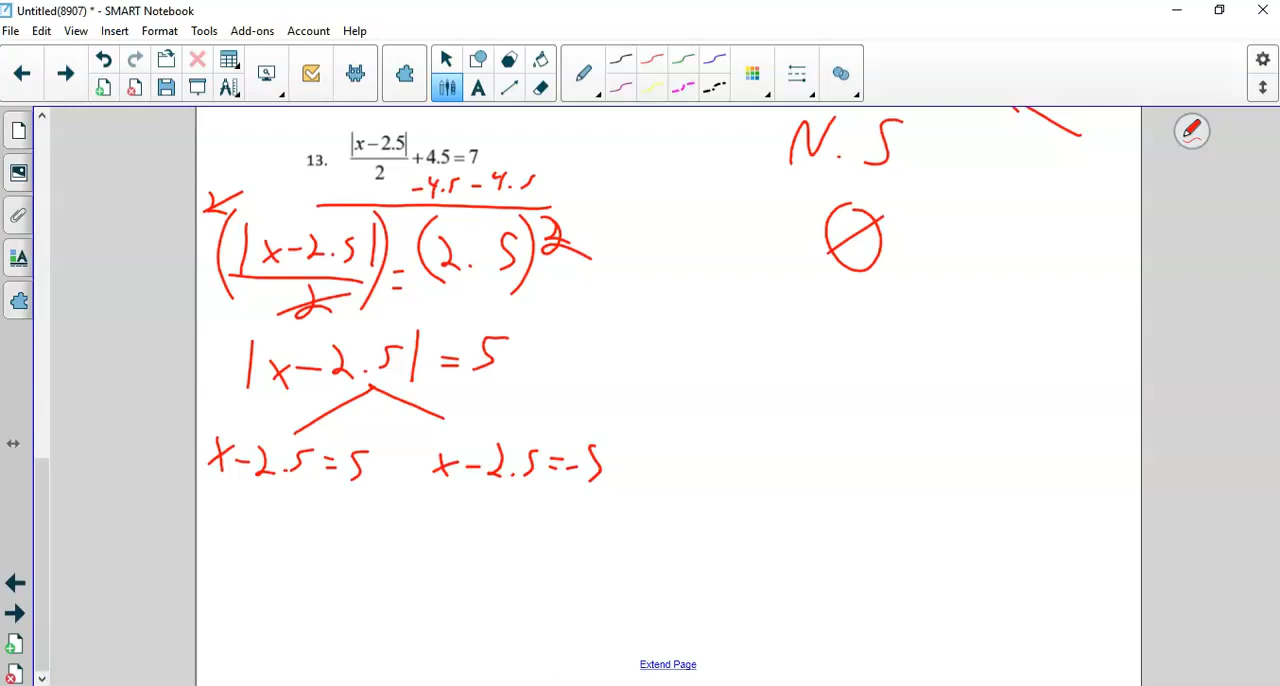 Untitled(8907) * - SMART Notebook
File Edit View Insert Format Tools Add-ons Account Help
13. |x − 2.5| / 2 + 4.5 = 7
−4.5 −4.5
2 (|x−2.5| / 2) = (2.5) 2
|x−2.5| = 5
x−2.5=5 x−2.5=−5
N.S
∅
Extend Page